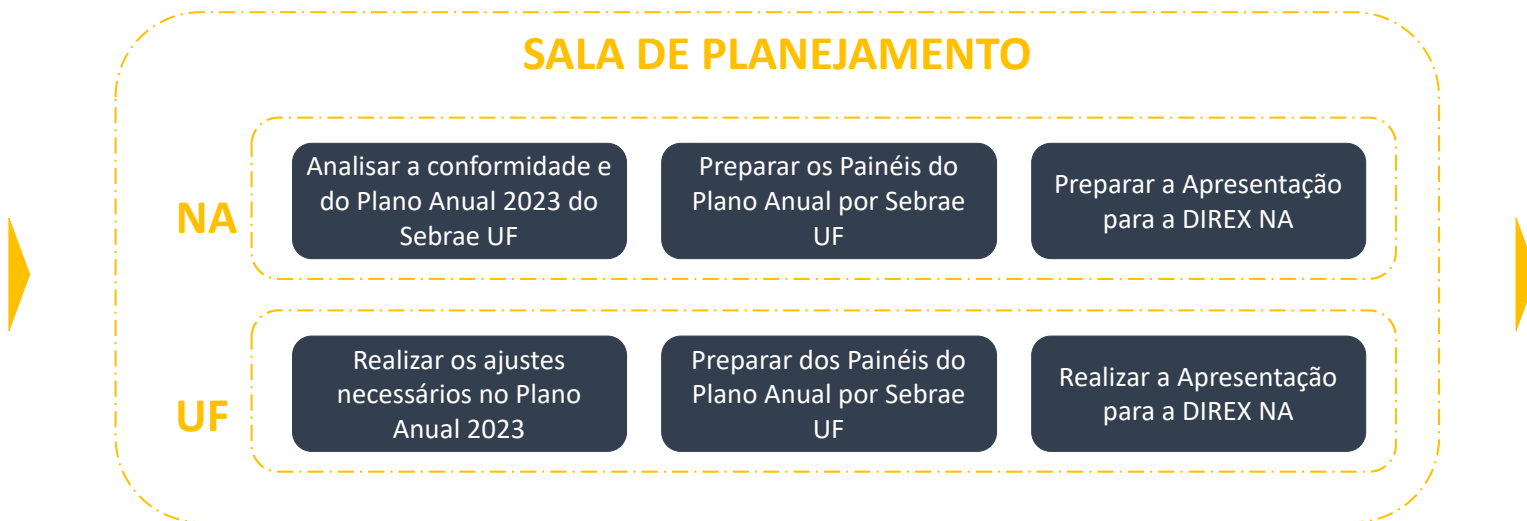 SALA DE PLANEJAMENTO
NA
Analisar a conformidade e
do Plano Anual 2023 do
Sebrae UF
Preparar os Painéis do
Plano Anual por Sebrae
UF
Preparar a Apresentação
para a DIREX NA
UF
Realizar os ajustes
necessários no Plano
Anual 2023
Preparar dos Painéis do
Plano Anual por Sebrae
UF
Realizar a Apresentação
para a DIREX NA